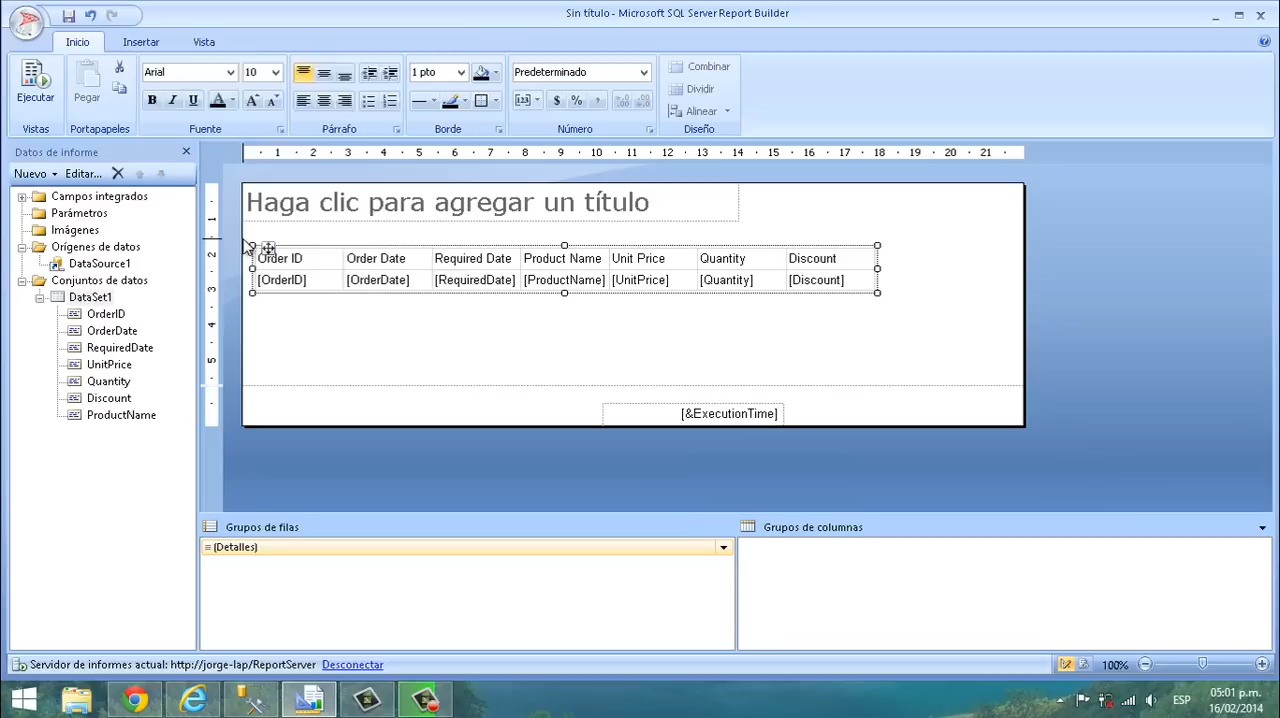 Sin título - Microsoft SQL Server Report Builder
Inicio Insertar Vista
Arial 10 1 pto Predeterminado Combinar
Ejecutar Pegar Dividir
B I U A A A $ % , Alinear
Vistas Portapapeles Fuente Párrafo Borde Número Diseño
Datos de informe
Nuevo Editar...
1 2 3 4 5 6 7 8 9 10 11 12 13 14 15 16 17 18 19 20 21
Campos integrados
Parámetros
Imágenes
Orígenes de datos
DataSource1
Conjuntos de datos
DataSet1
OrderID
OrderDate
RequiredDate
UnitPrice
Quantity
Discount
ProductName
1
2
3
4
5
Haga clic para agregar un título
Order ID Order Date Required Date Product Name Unit Price Quantity Discount
[OrderID] [OrderDate] [RequiredDate] [ProductName] [UnitPrice] [Quantity] [Discount]
[&ExecutionTime]
Grupos de filas Grupos de columnas
(Detalles)
Servidor de informes actual: http://jorge-lap/ReportServer Desconectar 100%
ESP 05:01 p.m.
16/02/2014